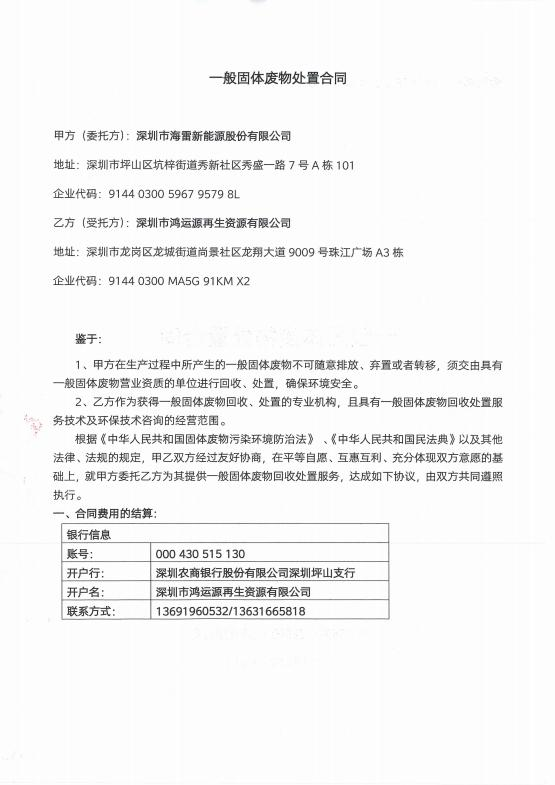 一般固体废物处置合同
甲方（委托方）：深圳市海雷新能源股份有限公司
地址：深圳市坪山区坑梓街道秀新社区秀盛一路 7 号 A 栋 101
企业代码：9144 0300 5967 9579 8L
乙方（受托方）：深圳市鸿运源再生资源有限公司
地址：深圳市龙岗区龙城街道尚景社区龙翔大道 9009 号珠江广场 A3 栋
企业代码：9144 0300 MA5G 91KM X2
鉴于：
1、甲方在生产过程中所产生的一般固体废物不可随意排放、弃置或者转移，须交由具有
一般固体废物营业资质的单位进行回收、处置，确保环境安全。
2、乙方作为获得一般固体废物回收、处置的专业机构，且具有一般固体废物回收处置服
务技术及环保技术咨询的经营范围。
根据《中华人民共和国固体废物污染环境防治法》、《中华人民共和国民法典》以及其他
法律、法规的规定，甲乙双方经过友好协商，在平等自愿、互惠互利、充分体现双方意愿的基
础上，就甲方委托乙方为其提供一般固体废物回收处置服务，达成如下协议，由双方共同遵照
执行。
一、合同费用的结算：
银行信息
账号： 000 430 515 130
开户行： 深圳农商银行股份有限公司深圳坪山支行
开户名： 深圳市鸿运源再生资源有限公司
联系方式： 13691960532/13631665818